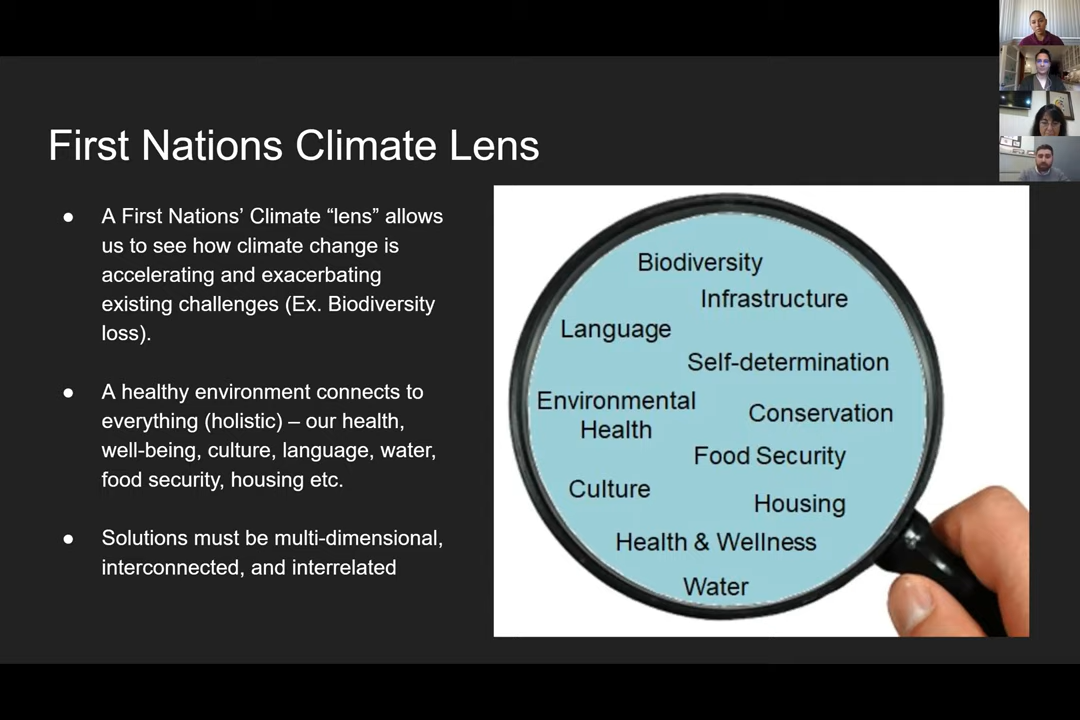 First Nations Climate Lens
● A First Nations’ Climate “lens” allows
us to see how climate change is
accelerating and exacerbating
existing challenges (Ex. Biodiversity
loss).
● A healthy environment connects to
everything (holistic) – our health,
well-being, culture, language, water,
food security, housing etc.
● Solutions must be multi-dimensional,
interconnected, and interrelated
Biodiversity
Infrastructure
Language
Self-determination
Environmental
Health
Conservation
Food Security
Culture
Housing
Health & Wellness
Water